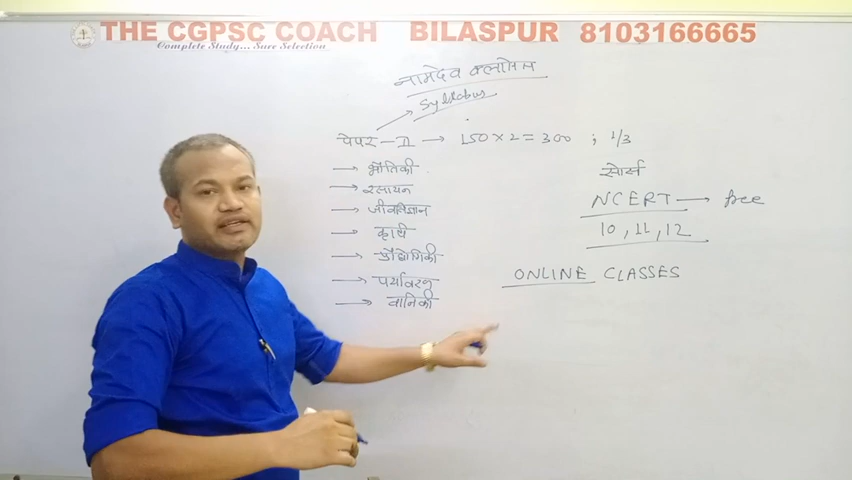 THE CGPSC COACH BILASPUR 8103166665
Complete Study... Sure Selection
नामदेव क्लासेस
Syllabus
पेपर - II → 150 × 2 = 300 ; 1/3
→ भौतिकी
→ रसायन
→ जीवविज्ञान
→ कृषि
→ प्रौद्योगिकी
→ पर्यावरण
→ वानिकी
सोर्स
NCERT → free
10, 11, 12
ONLINE CLASSES